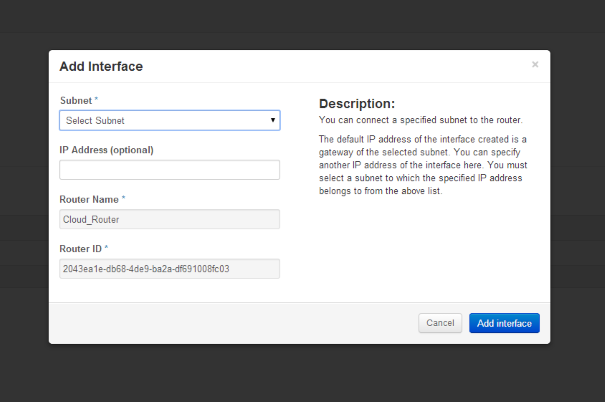 Add Interface
×
Subnet *
Select Subnet
IP Address (optional)
Router Name *
Cloud_Router
Router ID *
2043ea1e-db68-4de9-ba2a-df691008fc03
Description:
You can connect a specified subnet to the router.
The default IP address of the interface created is a
gateway of the selected subnet. You can specify
another IP address of the interface here. You must
select a subnet to which the specified IP address
belongs to from the above list.
Cancel
Add interface